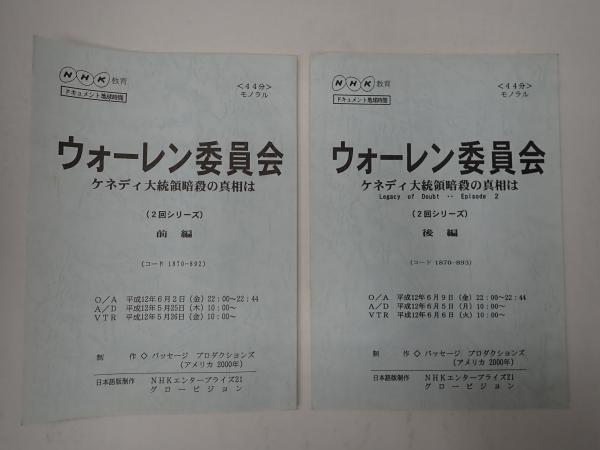 NHK 教育
ドキュメント地球時間
＜４４分＞
モノラル
ウォーレン委員会
ケネディ大統領暗殺の真相は
（２回シリーズ）
前　編
（コード 1870-892）
Ｏ／Ａ 平成12年６月２日（金）22：00〜22：44
Ａ／Ｄ 平成12年５月25日（木）10：00〜
ＶＴＲ 平成12年５月26日（金）10：00〜
制　作◇ パッセージ プロダクションズ
（アメリカ 2000年）
日本語版制作 ＮＨＫエンタープライズ21
グロービジョン
NHK 教育
ドキュメント地球時間
＜４４分＞
モノラル
ウォーレン委員会
ケネディ大統領暗殺の真相は
Legacy of Doubt ‥ Episode 2
（２回シリーズ）
後　編
（コード 1870-893）
Ｏ／Ａ 平成12年６月９日（金）22：00〜22：44
Ａ／Ｄ 平成12年６月５日（月）10：00〜
ＶＴＲ 平成12年６月６日（火）10：00〜
制　作◇ パッセージ プロダクションズ
（アメリカ 2000年）
日本語版制作 ＮＨＫエンタープライズ21
グロービジョン